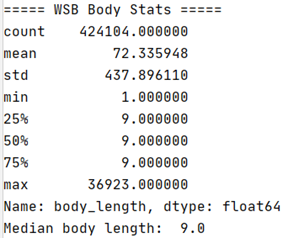 ===== WSB Body Stats =====
count    424104.000000
mean         72.335948
std         437.896110
min           1.000000
25%           9.000000
50%           9.000000
75%           9.000000
max       36923.000000
Name: body_length, dtype: float64
Median body length:  9.0